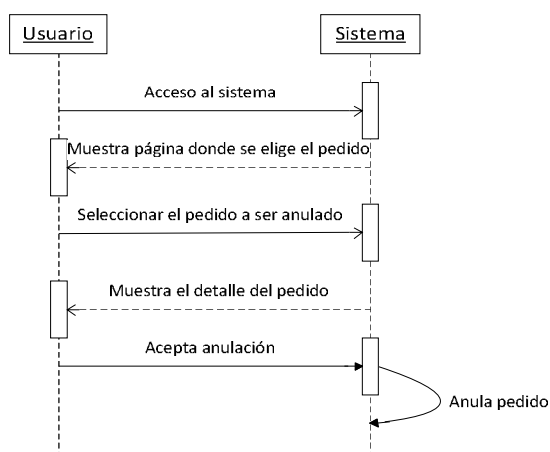 Usuario
Sistema
Acceso al sistema
Muestra página donde se elige el pedido
Seleccionar el pedido a ser anulado
Muestra el detalle del pedido
Acepta anulación
Anula pedido